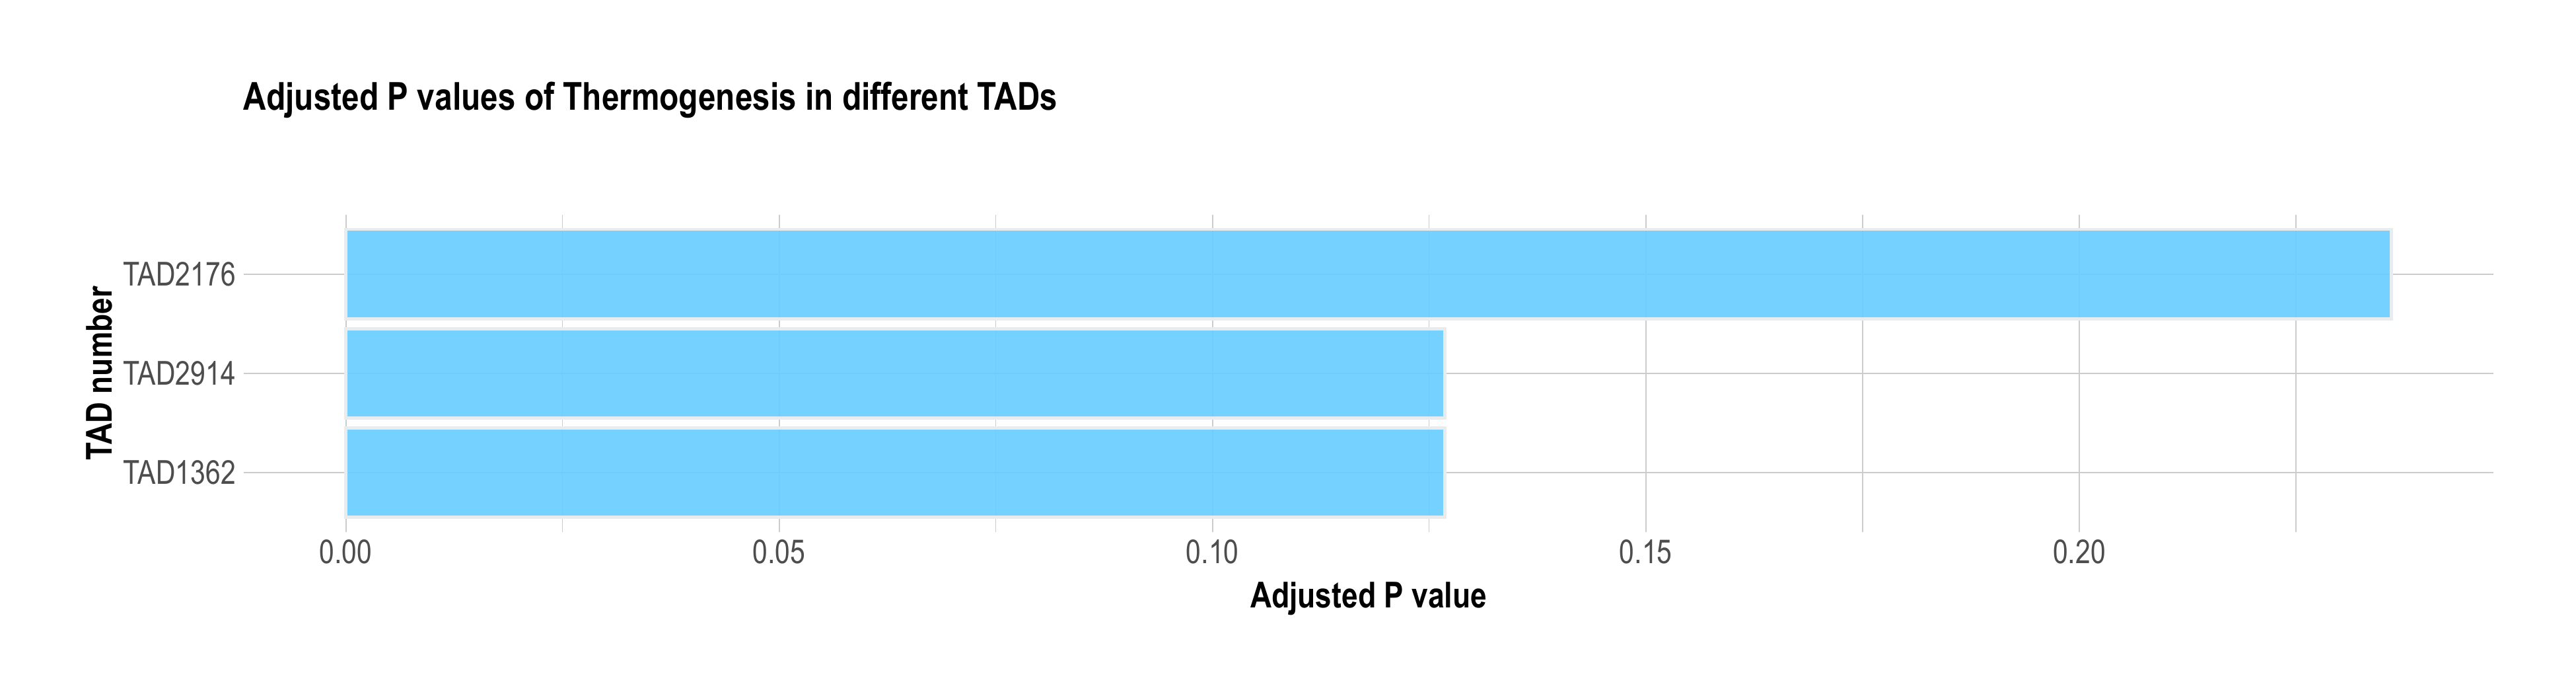 Adjusted P values of Thermogenesis in different TADs
TAD number
TAD2176
TAD2914
TAD1362
0.00 0.05 0.10 0.15 0.20
Adjusted P value